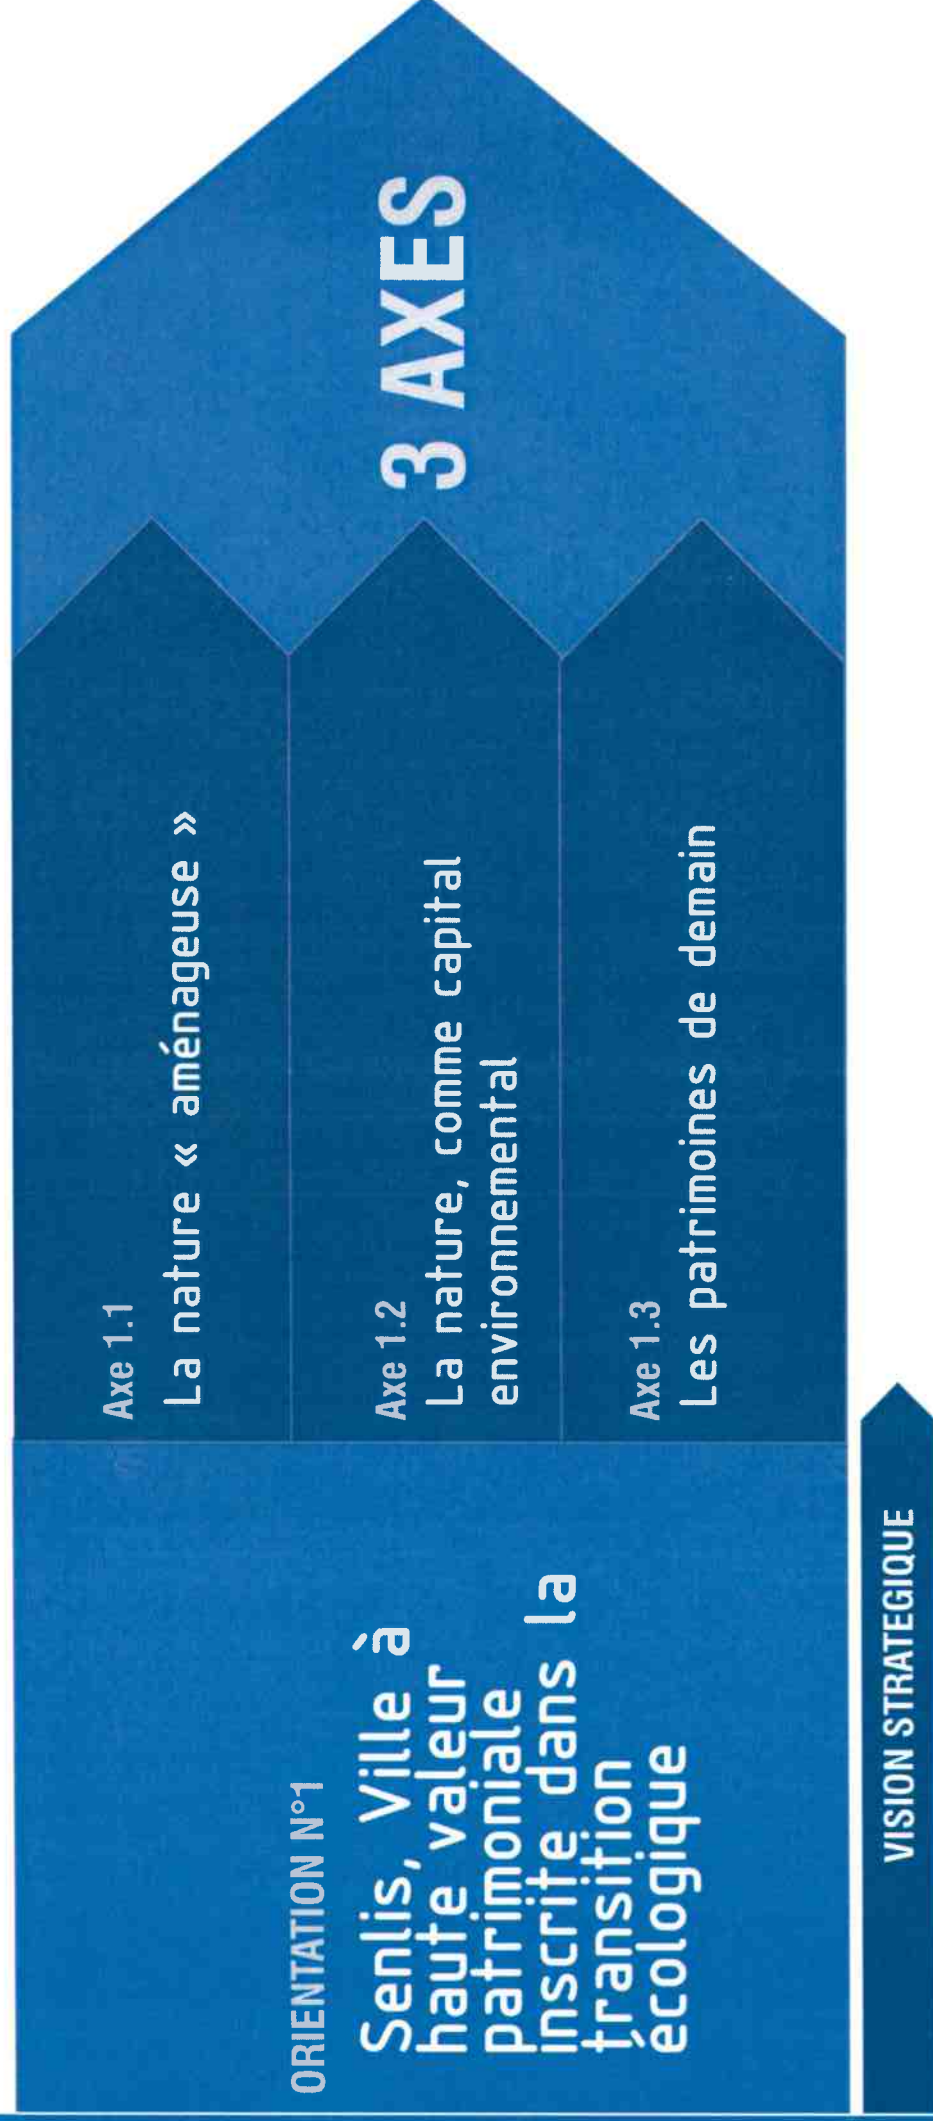 ORIENTATION N°1
Senlis, Ville à
haute valeur
patrimoniale
inscrite dans la
transition
écologique
Axe 1.1
La nature « aménageuse »
Axe 1.2
La nature, comme capital
environnemental
Axe 1.3
Les patrimoines de demain
3 AXES
VISION STRATEGIQUE